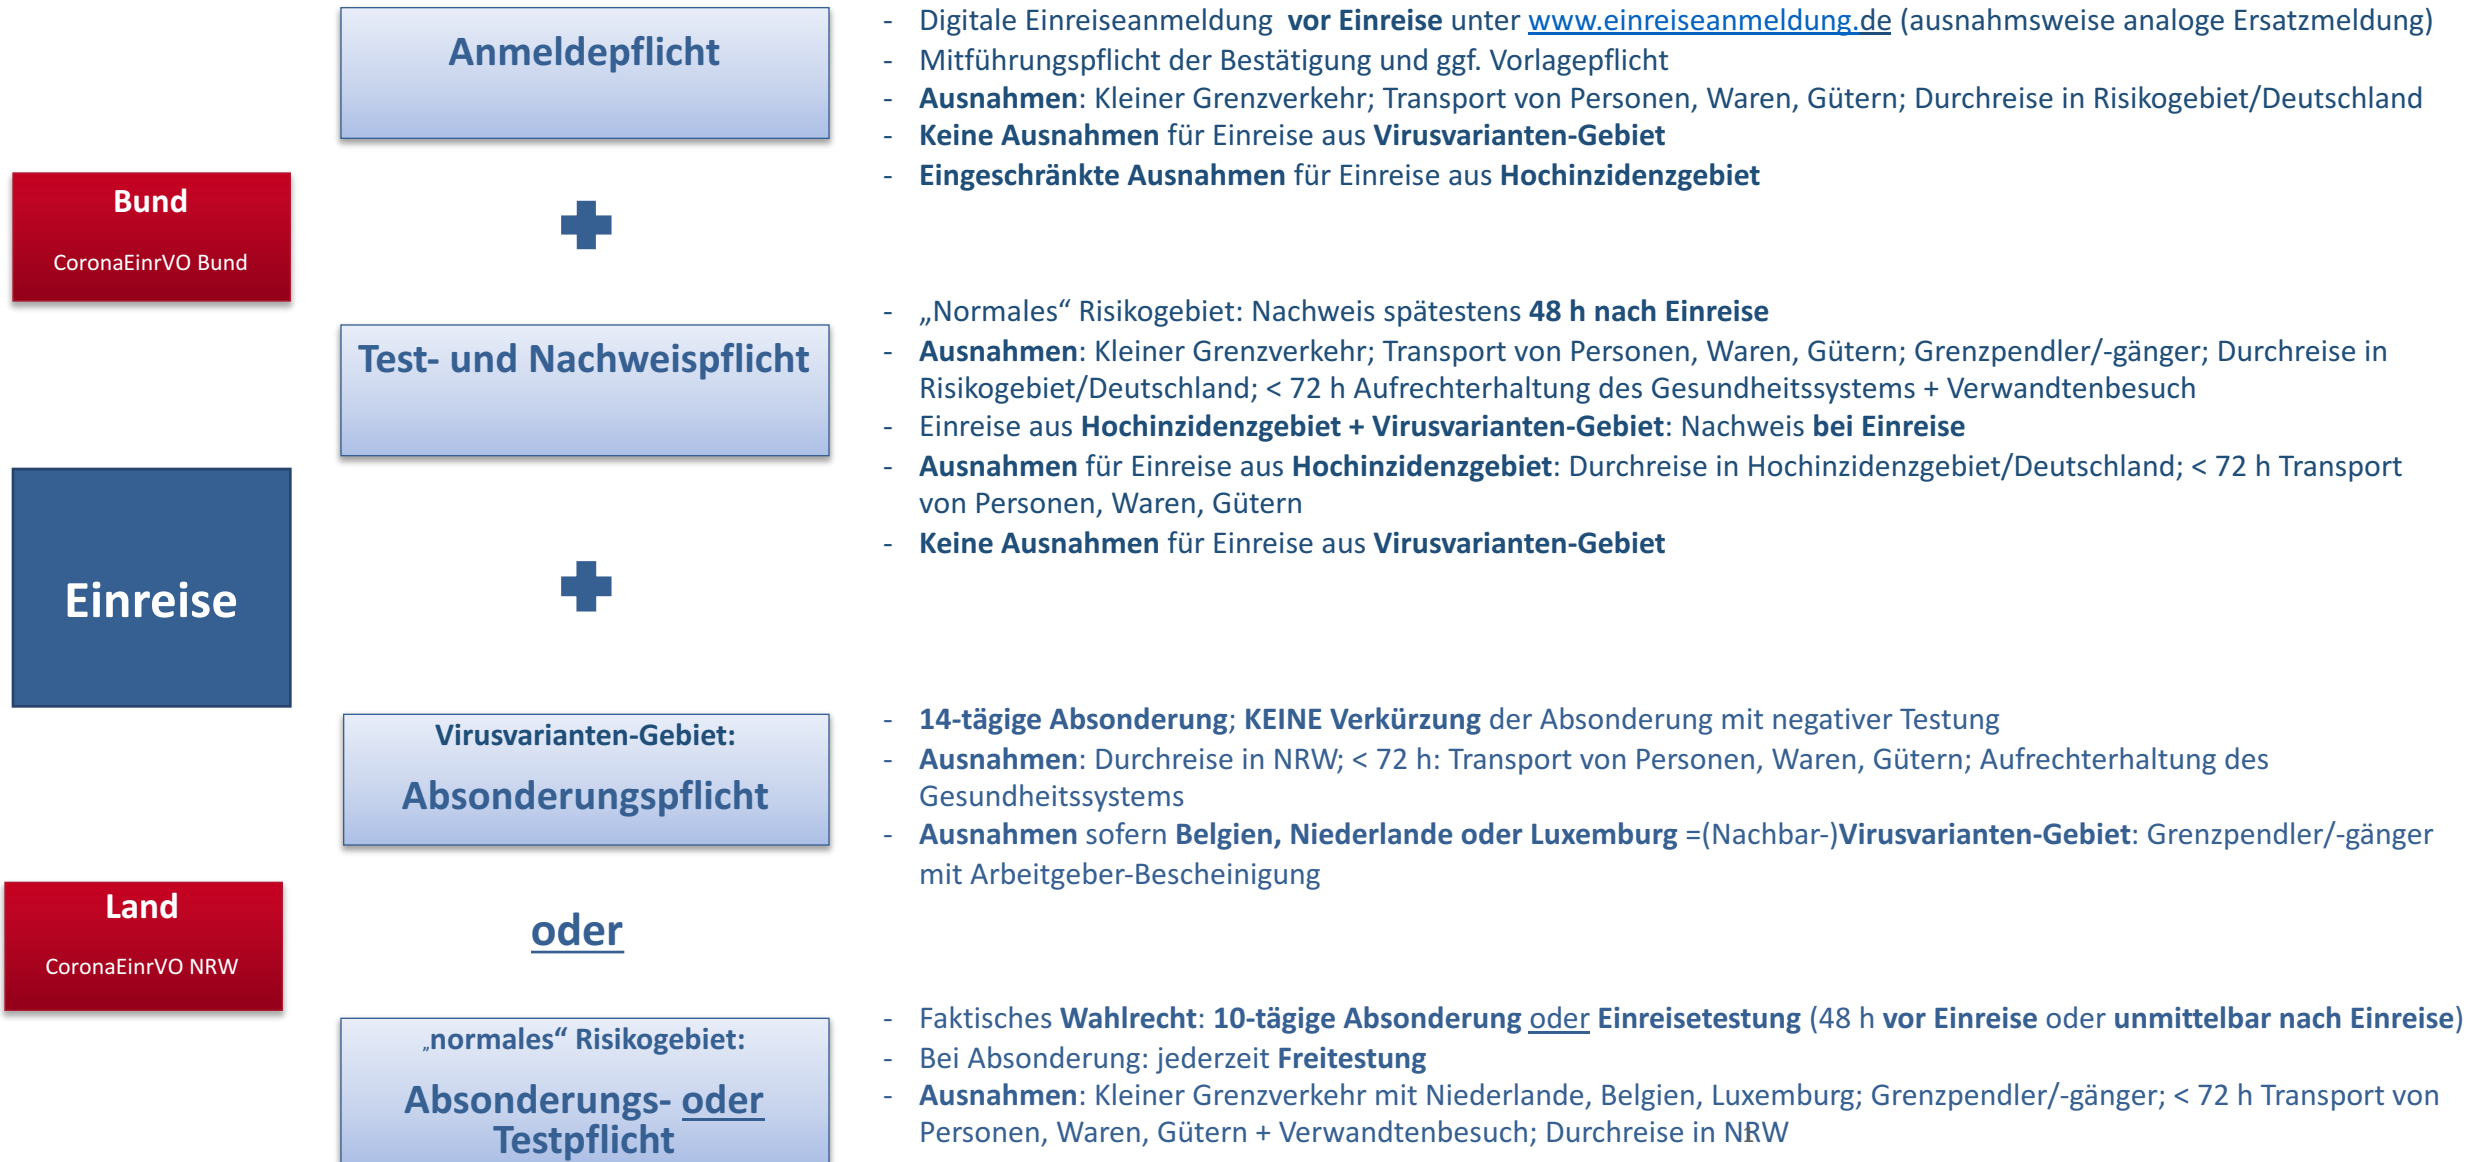 Anmeldepflicht
- Digitale Einreiseanmeldung vor Einreise unter www.einreiseanmeldung.de (ausnahmsweise analoge Ersatzmeldung)
- Mitführungspflicht der Bestätigung und ggf. Vorlagepflicht
- Ausnahmen: Kleiner Grenzverkehr; Transport von Personen, Waren, Gütern; Durchreise in Risikogebiet/Deutschland
- Keine Ausnahmen für Einreise aus Virusvarianten-Gebiet
- Eingeschränkte Ausnahmen für Einreise aus Hochinzidenzgebiet
Bund
CoronaEinrVO Bund
Test- und Nachweispflicht
- „Normales“ Risikogebiet: Nachweis spätestens 48 h nach Einreise
- Ausnahmen: Kleiner Grenzverkehr; Transport von Personen, Waren, Gütern; Grenzpendler/-gänger; Durchreise in
Risikogebiet/Deutschland; < 72 h Aufrechterhaltung des Gesundheitssystems + Verwandtenbesuch
- Einreise aus Hochinzidenzgebiet + Virusvarianten-Gebiet: Nachweis bei Einreise
- Ausnahmen für Einreise aus Hochinzidenzgebiet: Durchreise in Hochinzidenzgebiet/Deutschland; < 72 h Transport
von Personen, Waren, Gütern
- Keine Ausnahmen für Einreise aus Virusvarianten-Gebiet
Einreise
Virusvarianten-Gebiet:
Absonderungspflicht
- 14-tägige Absonderung; KEINE Verkürzung der Absonderung mit negativer Testung
- Ausnahmen: Durchreise in NRW; < 72 h: Transport von Personen, Waren, Gütern; Aufrechterhaltung des
Gesundheitssystems
- Ausnahmen sofern Belgien, Niederlande oder Luxemburg =(Nachbar-)Virusvarianten-Gebiet: Grenzpendler/-gänger
mit Arbeitgeber-Bescheinigung
Land
CoronaEinrVO NRW
oder
„normales“ Risikogebiet:
Absonderungs- oder
Testpflicht
- Faktisches Wahlrecht: 10-tägige Absonderung oder Einreisetestung (48 h vor Einreise oder unmittelbar nach Einreise)
- Bei Absonderung: jederzeit Freitestung
- Ausnahmen: Kleiner Grenzverkehr mit Niederlande, Belgien, Luxemburg; Grenzpendler/-gänger; < 72 h Transport von
Personen, Waren, Gütern + Verwandtenbesuch; Durchreise in NRW
1